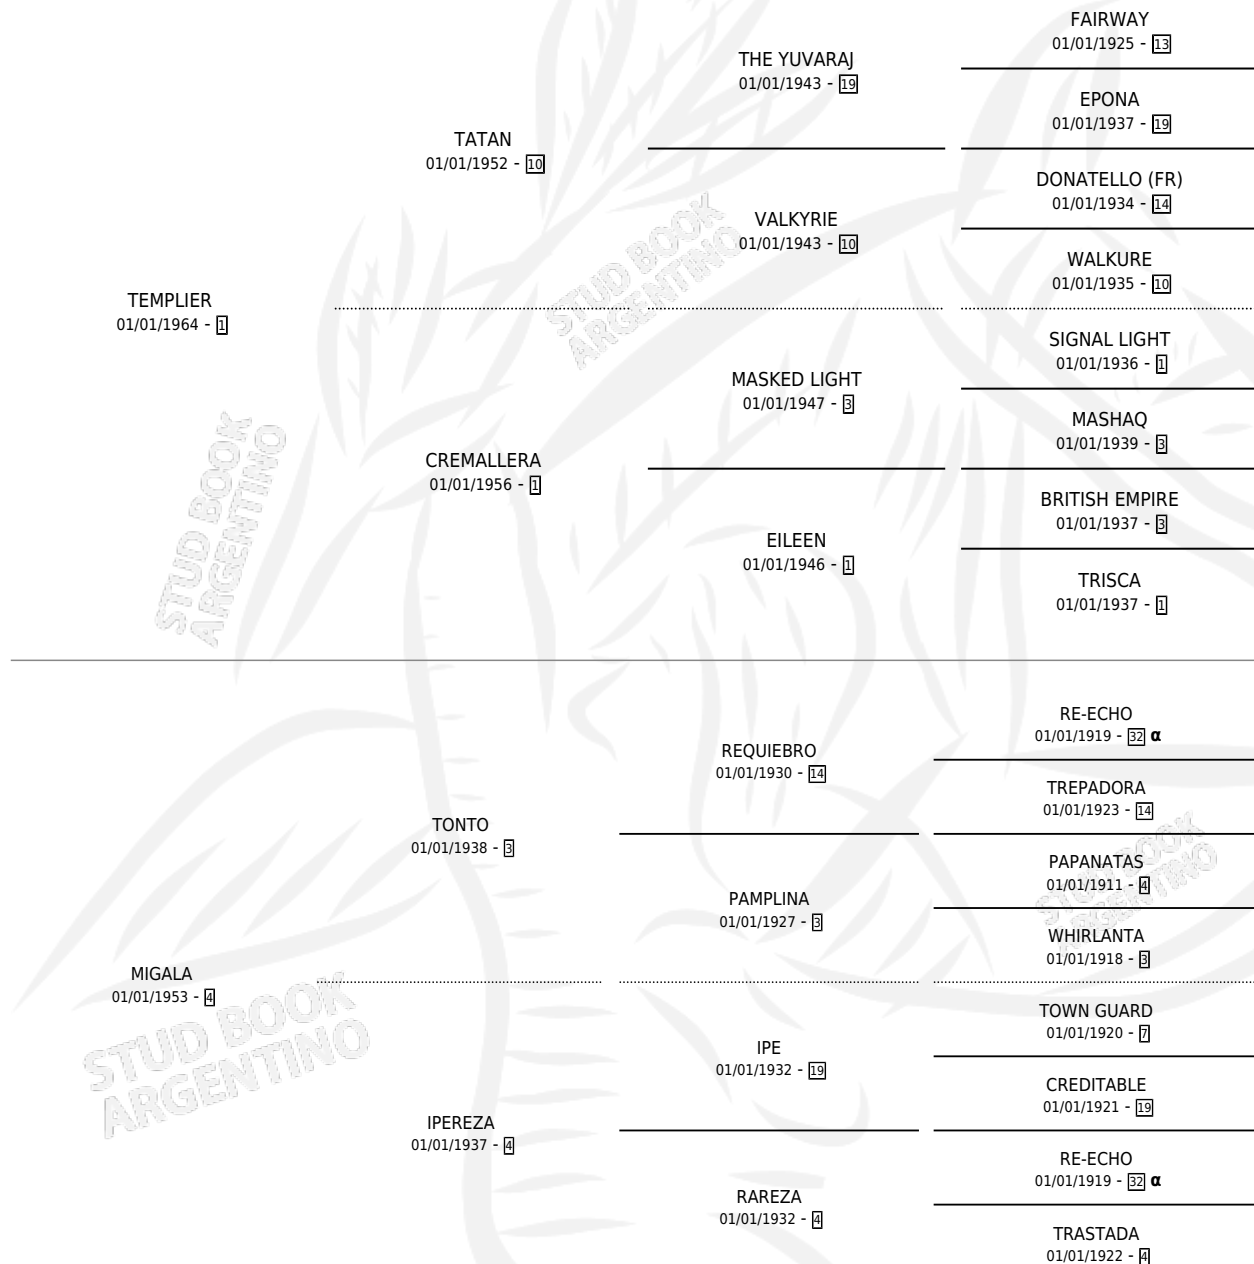 FAIRWAY
01/01/1925 - 13
THE YUVARAJ
01/01/1943 - 19
EPONA
01/01/1937 - 19
TATAN
01/01/1952 - 10
DONATELLO (FR)
01/01/1934 - 14
VALKYRIE
01/01/1943 - 10
WALKURE
01/01/1935 - 10
TEMPLIER
01/01/1964 - 1
SIGNAL LIGHT
01/01/1936 - 1
MASKED LIGHT
01/01/1947 - 3
MASHAQ
01/01/1939 - 3
CREMALLERA
01/01/1956 - 1
BRITISH EMPIRE
01/01/1937 - 3
EILEEN
01/01/1946 - 1
TRISCA
01/01/1937 - 1
RE-ECHO
01/01/1919 - 32 α
REQUIEBRO
01/01/1930 - 14
TREPADORA
01/01/1923 - 14
TONTO
01/01/1938 - 3
PAPANATAS
01/01/1911 - 4
PAMPLINA
01/01/1927 - 3
WHIRLANTA
01/01/1918 - 3
MIGALA
01/01/1953 - 4
TOWN GUARD
01/01/1920 - 7
IPE
01/01/1932 - 19
CREDITABLE
01/01/1921 - 19
IPEREZA
01/01/1937 - 4
RE-ECHO
01/01/1919 - 32 α
RAREZA
01/01/1932 - 4
TRASTADA
01/01/1922 - 4
STUD BOOK
ARGENTINO
STUD BOOK
ARGENTINO
STUD BOOK
ARGENTINO
STUD BOOK
ARGENTINO